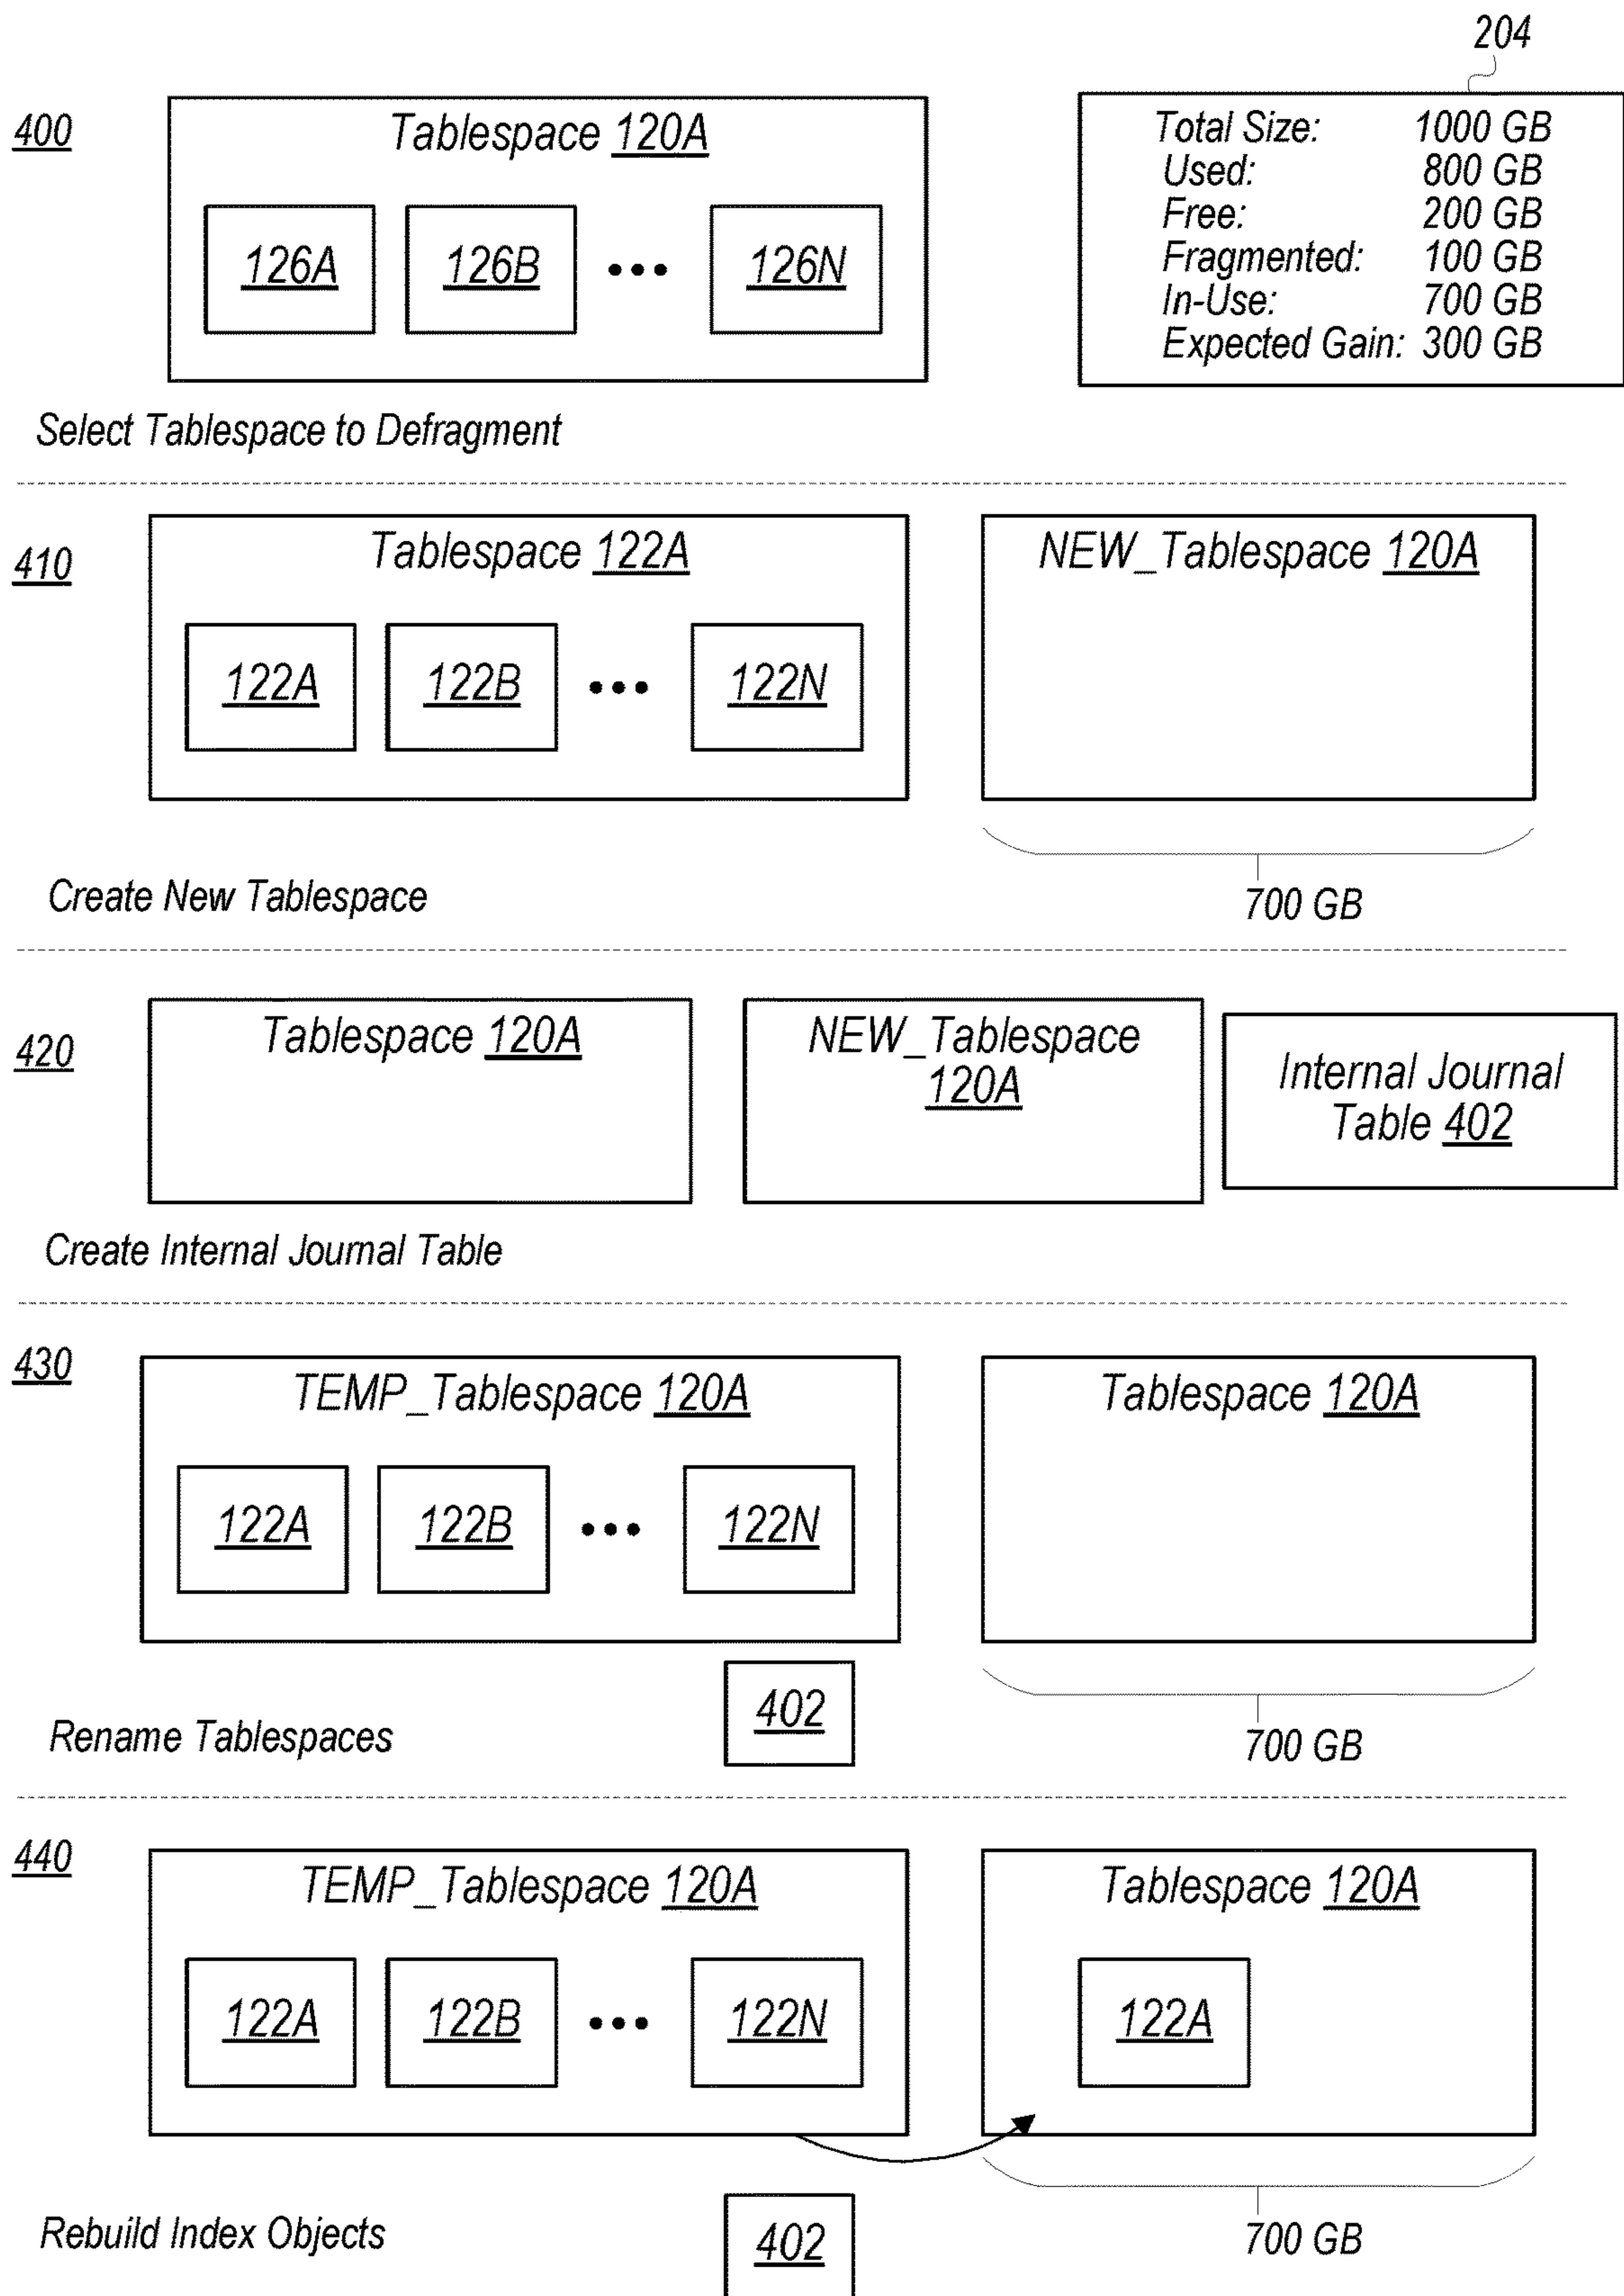 204
400
Tablespace 120A
126A 126B ••• 126N
Total Size: 1000 GB
Used: 800 GB
Free: 200 GB
Fragmented: 100 GB
In-Use: 700 GB
Expected Gain: 300 GB
Select Tablespace to Defragment
410
Tablespace 122A
122A 122B ••• 122N
NEW_Tablespace 120A
700 GB
Create New Tablespace
420
Tablespace 120A
NEW_Tablespace
120A
Internal Journal
Table 402
Create Internal Journal Table
430
TEMP_Tablespace 120A
122A 122B ••• 122N
Tablespace 120A
402
700 GB
Rename Tablespaces
440
TEMP_Tablespace 120A
122A 122B ••• 122N
Tablespace 120A
122A
402
700 GB
Rebuild Index Objects